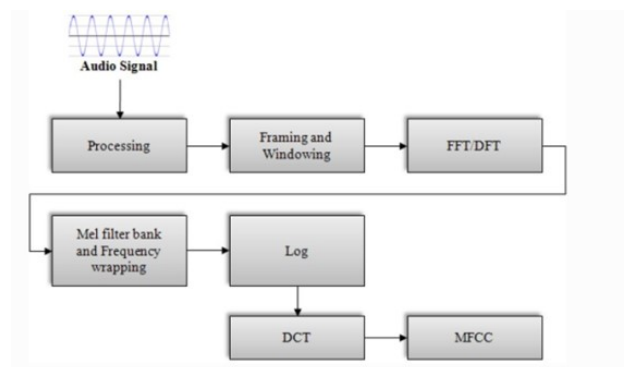 Audio Signal
Processing
Framing and
Windowing
FFT/DFT
Mel filter bank
and Frequency
wrapping
Log
DCT
MFCC